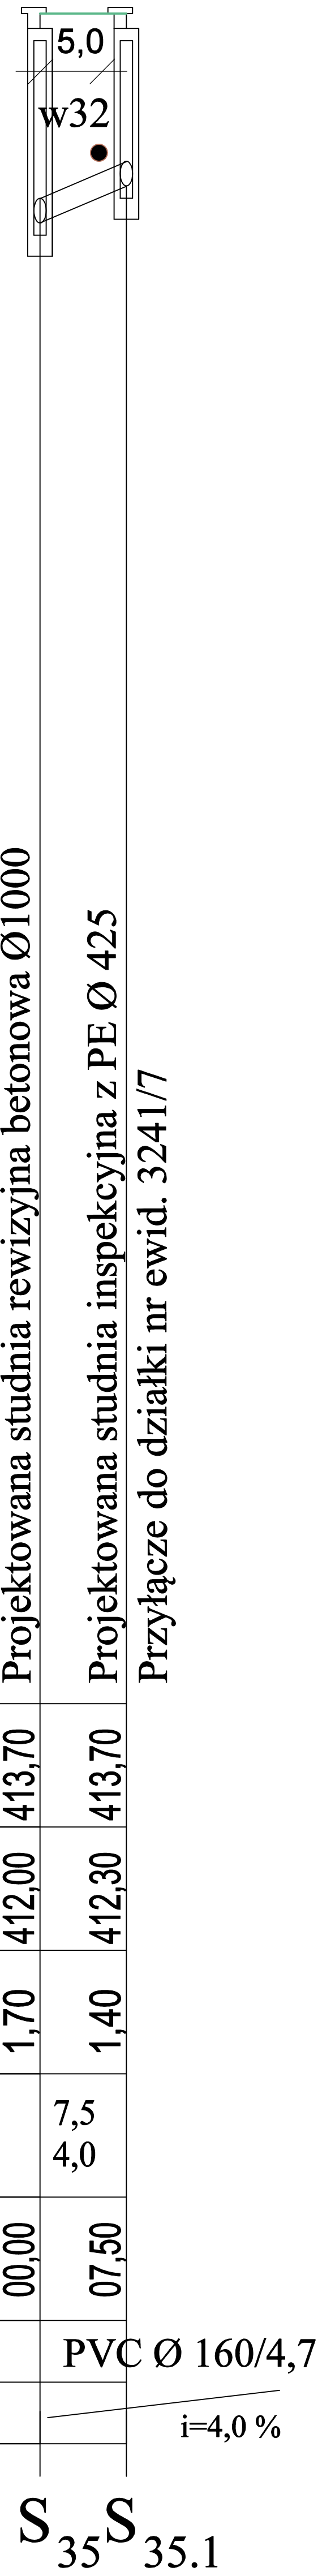 5,0
w32
Projektowana studnia rewizyjna betonowa Ø1000
Projektowana studnia inspekcyjna z PE Ø 425
Przyłącze do działki nr ewid. 3241/7
413,70 413,70
412,00 412,30
1,70 1,40
7,5
4,0
00,00 07,50
PVC Ø 160/4,7
i=4,0 %
S35 S35.1